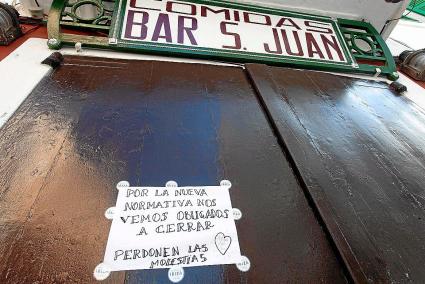 COMIDAS
BAR S. JUAN
POR LA NUEVA
NORMATIVA NOS
VEMOS OBLIGADOS
A CERRAR
PERDONEN LAS
MOLESTIAS